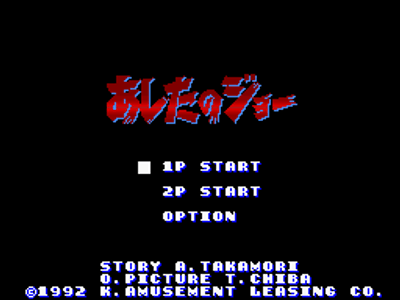 あしたのジョー
1P START
2P START
OPTION
STORY A.TAKAMORI
O.PICTURE T.CHIBA
©1992 K.AMUSEMENT LEASING CO.